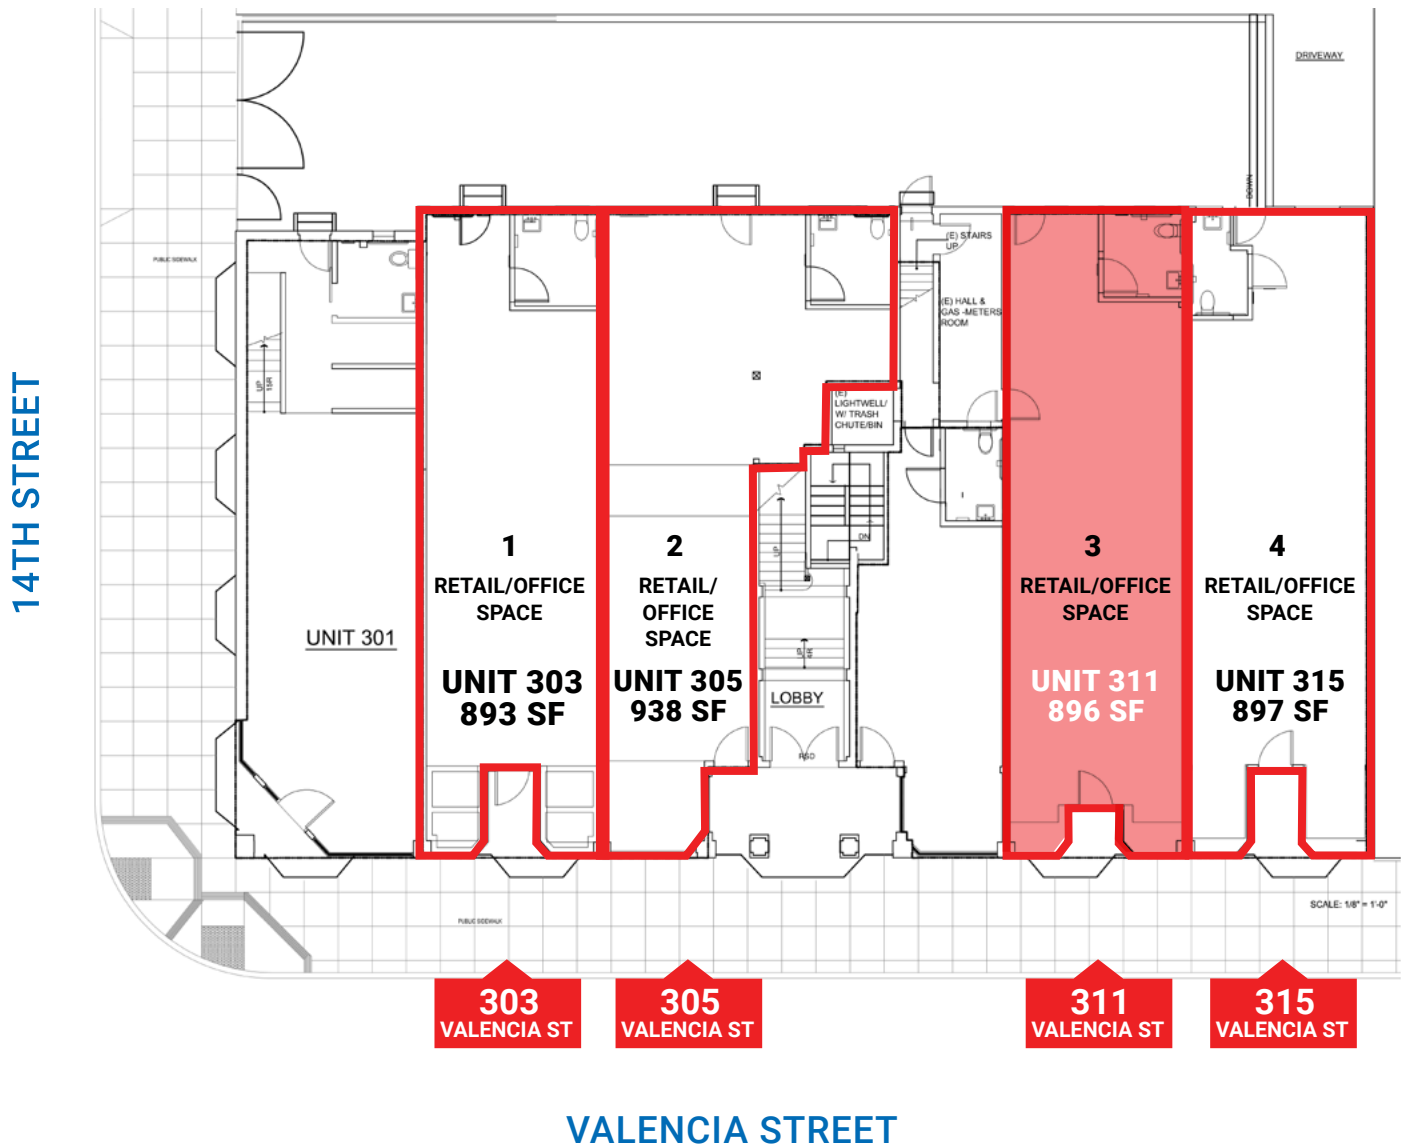 DRIVEWAY
DOWN
PUBLIC SIDEWALK
(E) STAIRS
UP
(E) HALL &
GAS -METERS
ROOM
(E)
LIGHTWELL/
W/ TRASH
CHUTE/BIN
UP
15R
14TH STREET
UNIT 301
1
RETAIL/OFFICE
SPACE
UNIT 303
893 SF
2
RETAIL/
OFFICE
SPACE
UNIT 305
938 SF
UP
DN
UP
LOBBY
3
RETAIL/OFFICE
SPACE
UNIT 311
896 SF
4
RETAIL/OFFICE
SPACE
UNIT 315
897 SF
SCALE: 1/8" = 1'-0"
PUBLIC SIDEWALK
303
VALENCIA ST
305
VALENCIA ST
311
VALENCIA ST
315
VALENCIA ST
VALENCIA STREET